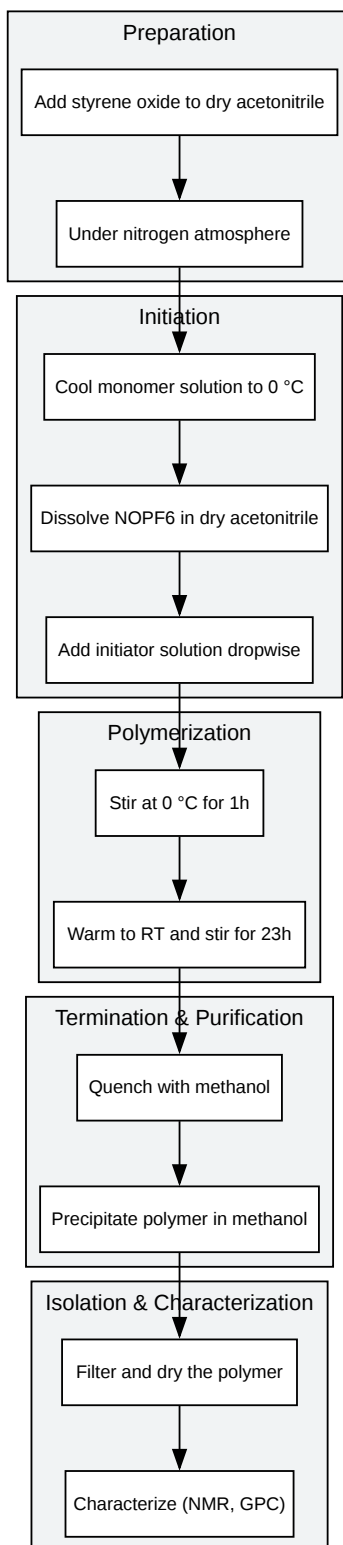 Preparation
Add styrene oxide to dry acetonitrile
Under nitrogen atmosphere
Initiation
Cool monomer solution to 0 °C
Dissolve NOPF6 in dry acetonitrile
Add initiator solution dropwise
Polymerization
Stir at 0 °C for 1h
Warm to RT and stir for 23h
Termination & Purification
Quench with methanol
Precipitate polymer in methanol
Isolation & Characterization
Filter and dry the polymer
Characterize (NMR, GPC)